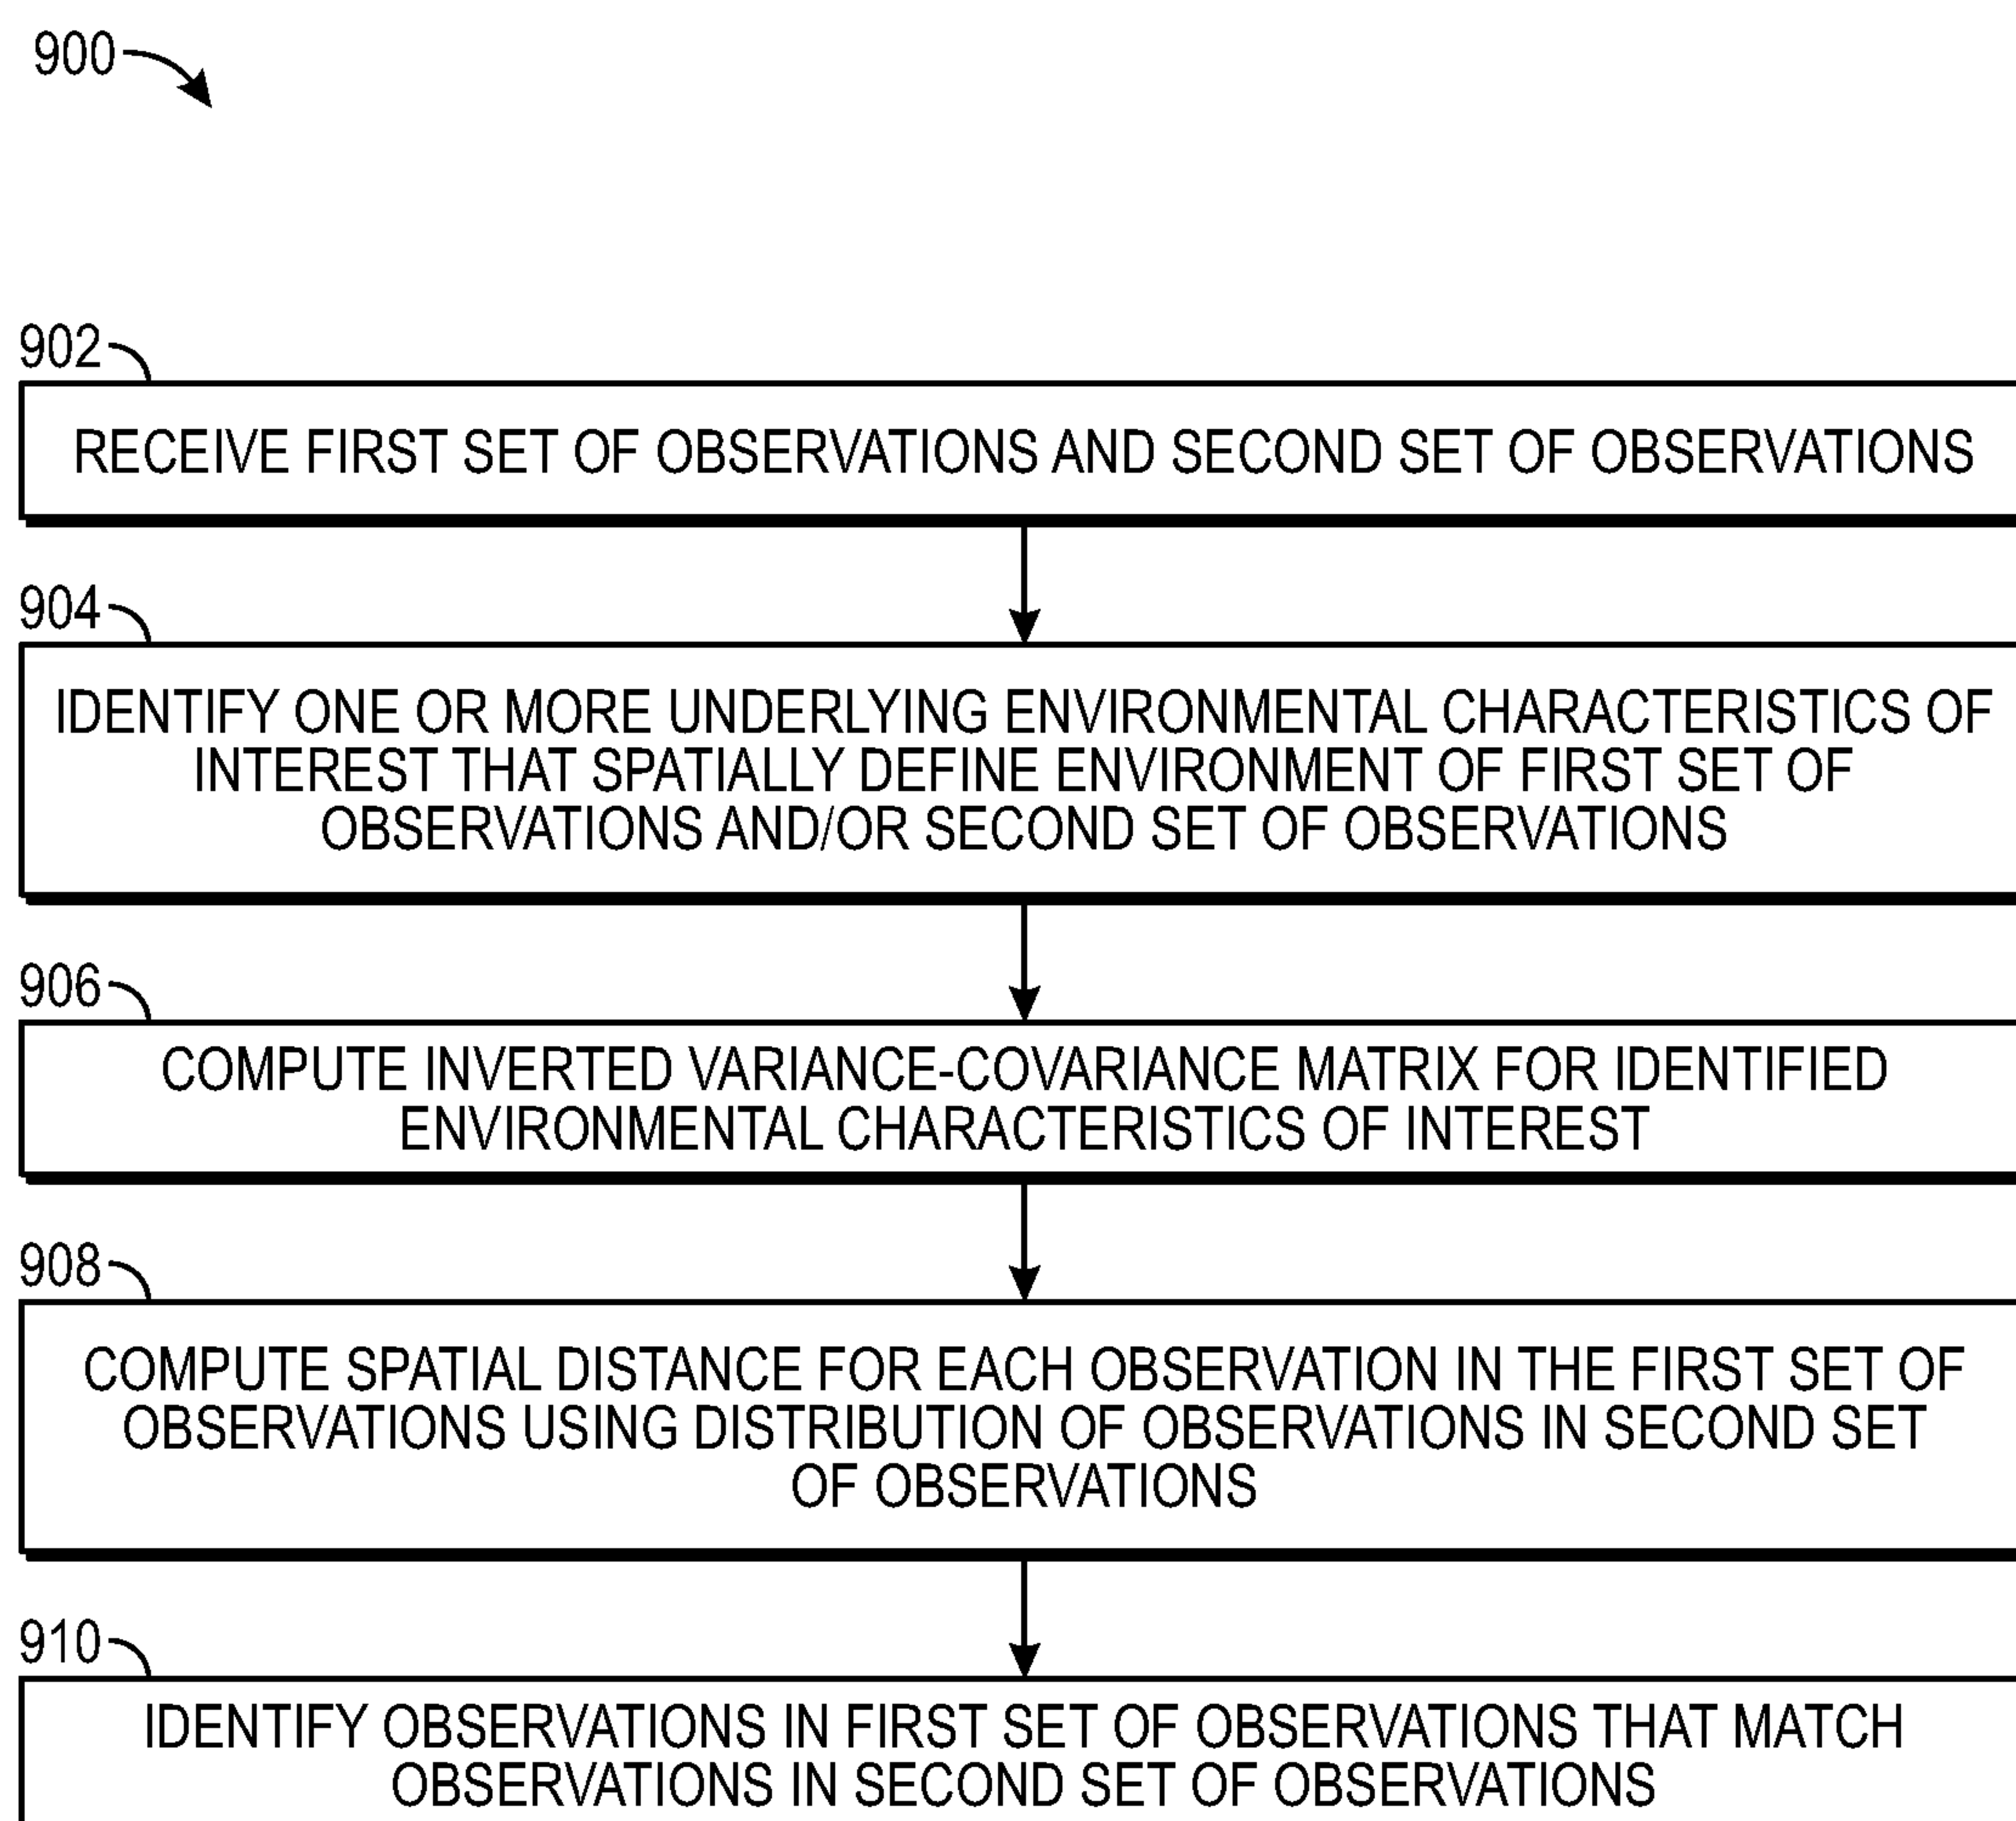 900
902
RECEIVE FIRST SET OF OBSERVATIONS AND SECOND SET OF OBSERVATIONS
904
IDENTIFY ONE OR MORE UNDERLYING ENVIRONMENTAL CHARACTERISTICS OF
INTEREST THAT SPATIALLY DEFINE ENVIRONMENT OF FIRST SET OF
OBSERVATIONS AND/OR SECOND SET OF OBSERVATIONS
906
COMPUTE INVERTED VARIANCE-COVARIANCE MATRIX FOR IDENTIFIED
ENVIRONMENTAL CHARACTERISTICS OF INTEREST
908
COMPUTE SPATIAL DISTANCE FOR EACH OBSERVATION IN THE FIRST SET OF
OBSERVATIONS USING DISTRIBUTION OF OBSERVATIONS IN SECOND SET
OF OBSERVATIONS
910
IDENTIFY OBSERVATIONS IN FIRST SET OF OBSERVATIONS THAT MATCH
OBSERVATIONS IN SECOND SET OF OBSERVATIONS